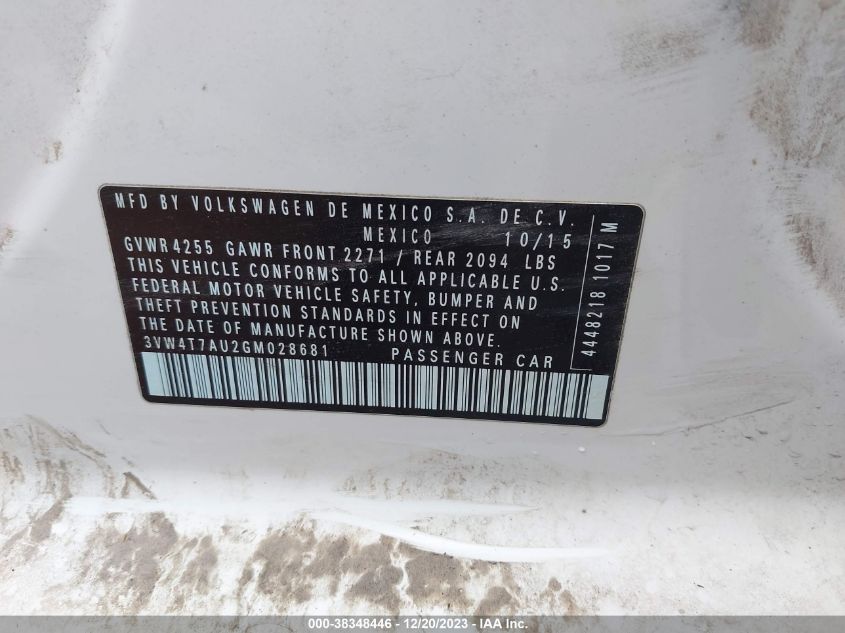 MFD BY VOLKSWAGEN DE MEXICO S.A. DE C.V.
MEXICO 10/15
GVWR 4255 GAWR FRONT 2271 / REAR 2094 LBS
THIS VEHICLE CONFORMS TO ALL APPLICABLE U.S.
FEDERAL MOTOR VEHICLE SAFETY, BUMPER AND
THEFT PREVENTION STANDARDS IN EFFECT ON
THE DATE OF MANUFACTURE SHOWN ABOVE.
3VW4T7AU2GM028681 PASSENGER CAR
4448218 1017 M
000-38348446 - 12/20/2023 - IAA Inc.